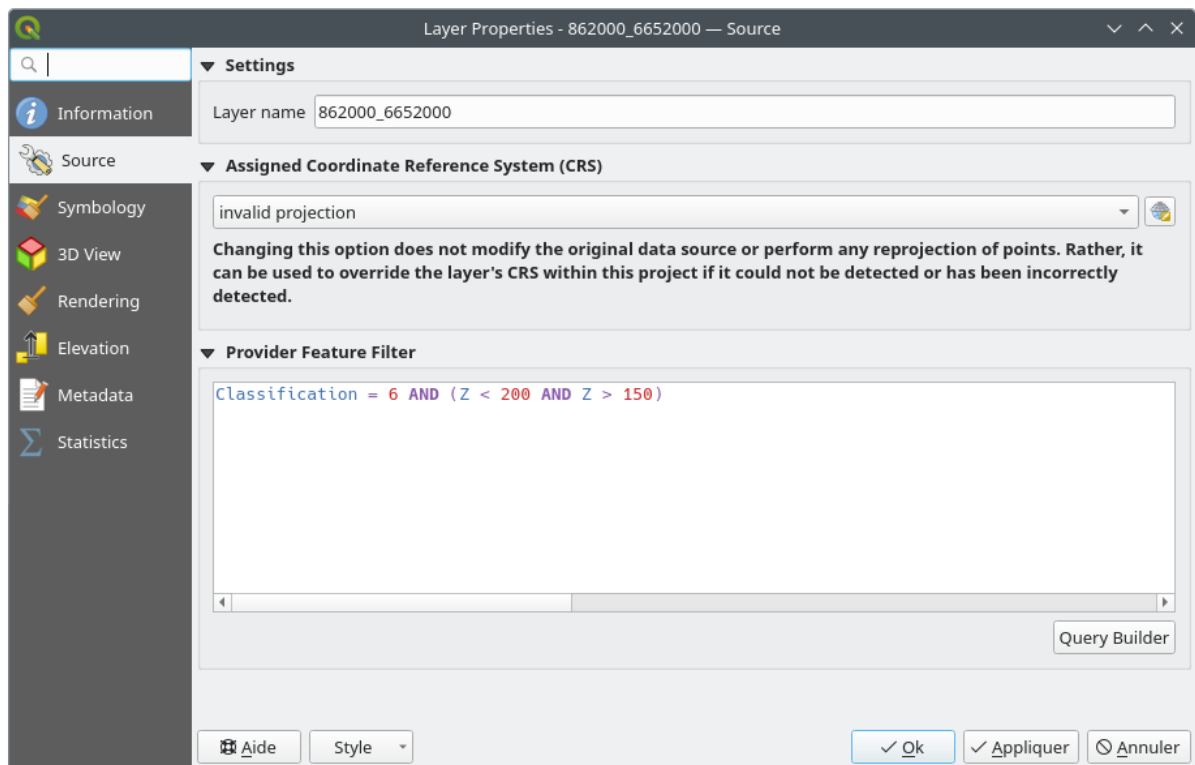 Layer Properties - 862000_6652000 — Source
Information
Source
Symbology
3D View
Rendering
Elevation
Metadata
Statistics
Settings
Layer name 862000_6652000
Assigned Coordinate Reference System (CRS)
invalid projection
Changing this option does not modify the original data source or perform any reprojection of points. Rather, it
can be used to override the layer's CRS within this project if it could not be detected or has been incorrectly
detected.
Provider Feature Filter
Classification = 6 AND (Z < 200 AND Z > 150)
Query Builder
Aide Style Ok Appliquer Annuler